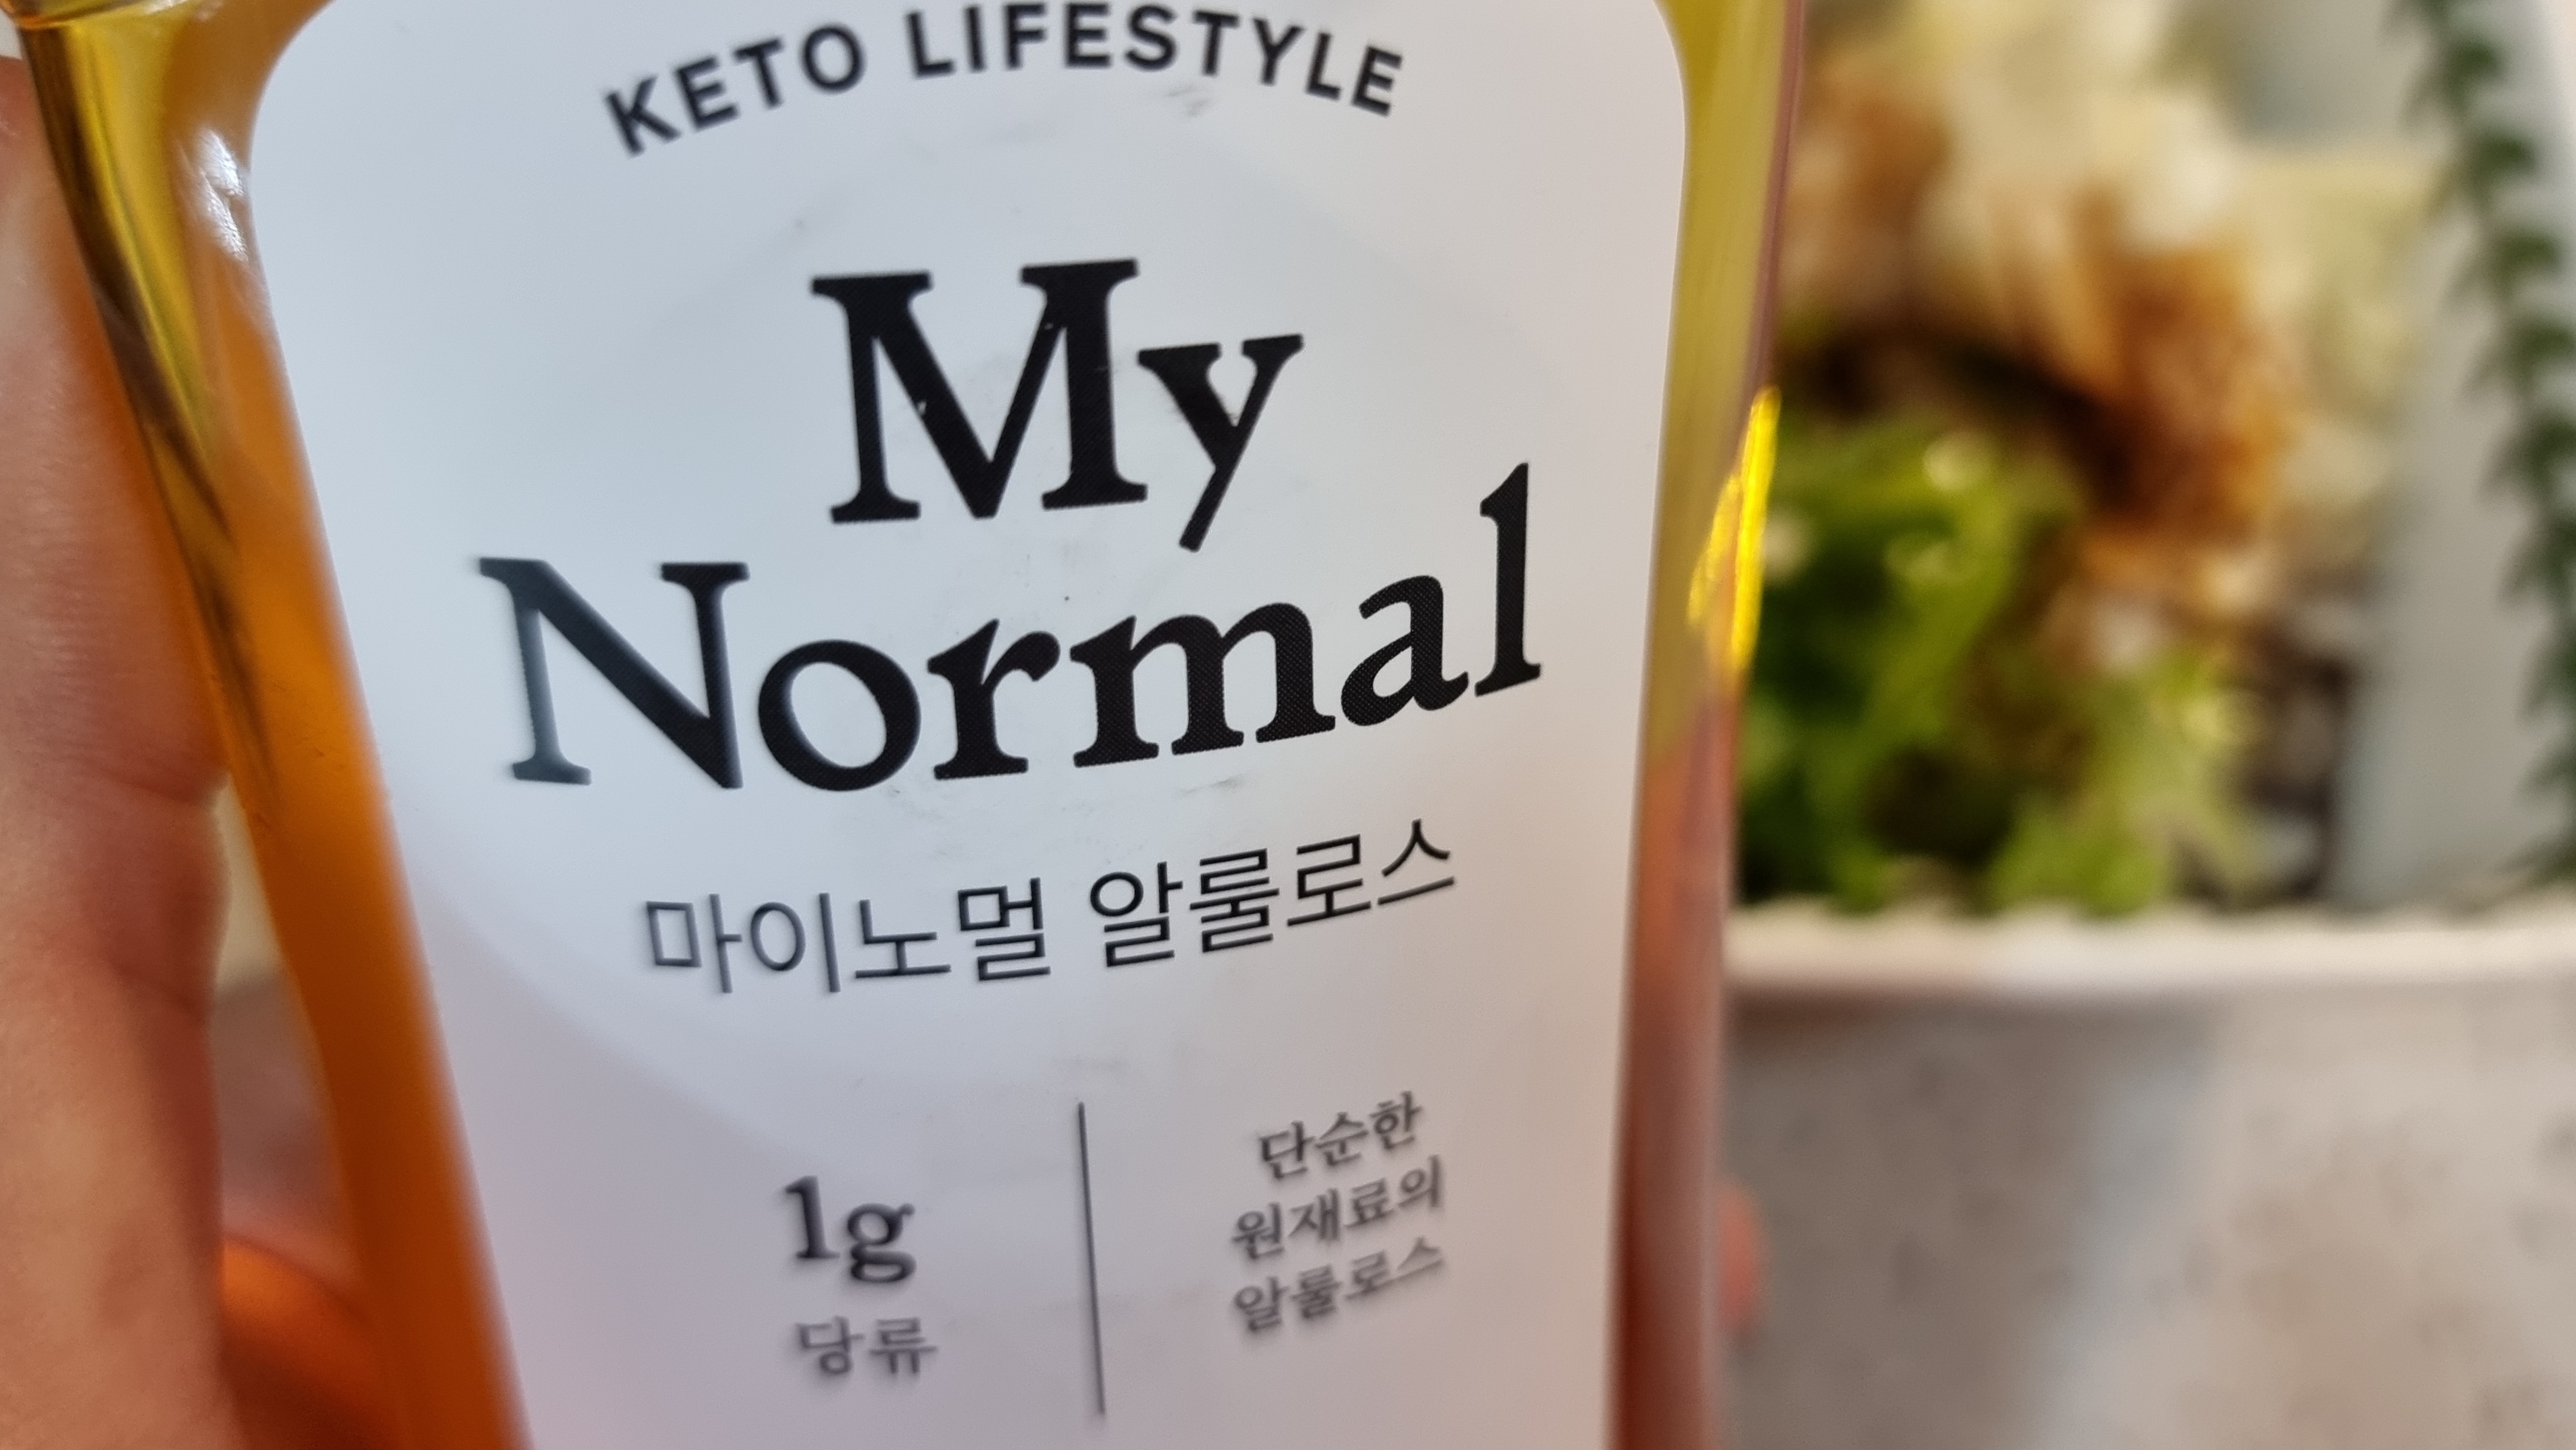 KETO LIFESTYLE
My
Normal
마이노멀 알룰로스
1g
당류
단순한
원재료의
알룰로스